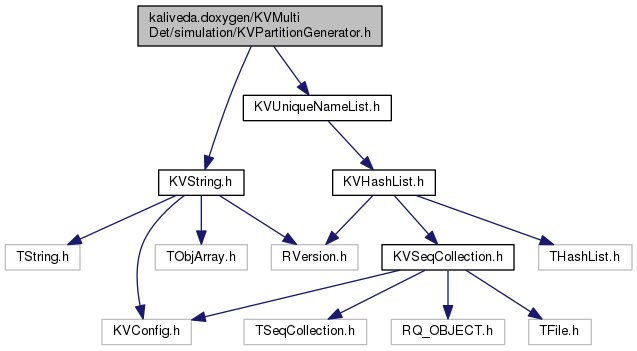 kaliveda.doxygen/KVMulti
Det/simulation/KVPartitionGenerator.h
KVUniqueNameList.h
KVString.h
KVHashList.h
TString.h
TObjArray.h
RVersion.h
KVSeqCollection.h
THashList.h
KVConfig.h
TSeqCollection.h
RQ_OBJECT.h
TFile.h